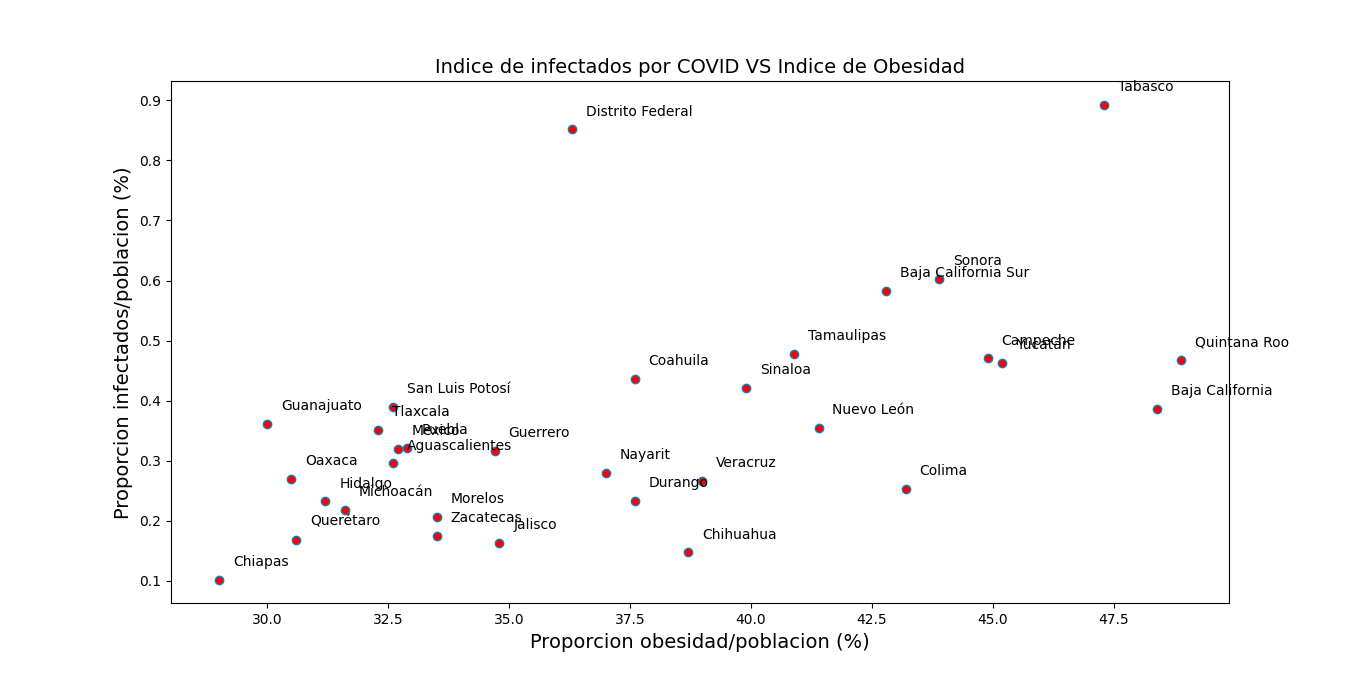 Indice de infectados por COVID VS Indice de Obesidad
Tabasco
Distrito Federal
Sonora
Baja California Sur
Tamaulipas
Campeche
Yucatán
Quintana Roo
Coahuila
Sinaloa
Baja California
San Luis Potosí
Guanajuato
Tlaxcala
Nuevo León
México
Puebla
Guerrero
Aguascalientes
Oaxaca
Nayarit
Veracruz
Colima
Hidalgo
Durango
Michoacán
Morelos
Querétaro
Zacatecas
Jalisco
Chihuahua
Chiapas
0.9
0.8
0.7
0.6
0.5
0.4
0.3
0.2
0.1
30.0
32.5
35.0
37.5
40.0
42.5
45.0
47.5
Proporcion obesidad/poblacion (%)
Proporcion infectados/poblacion (%)